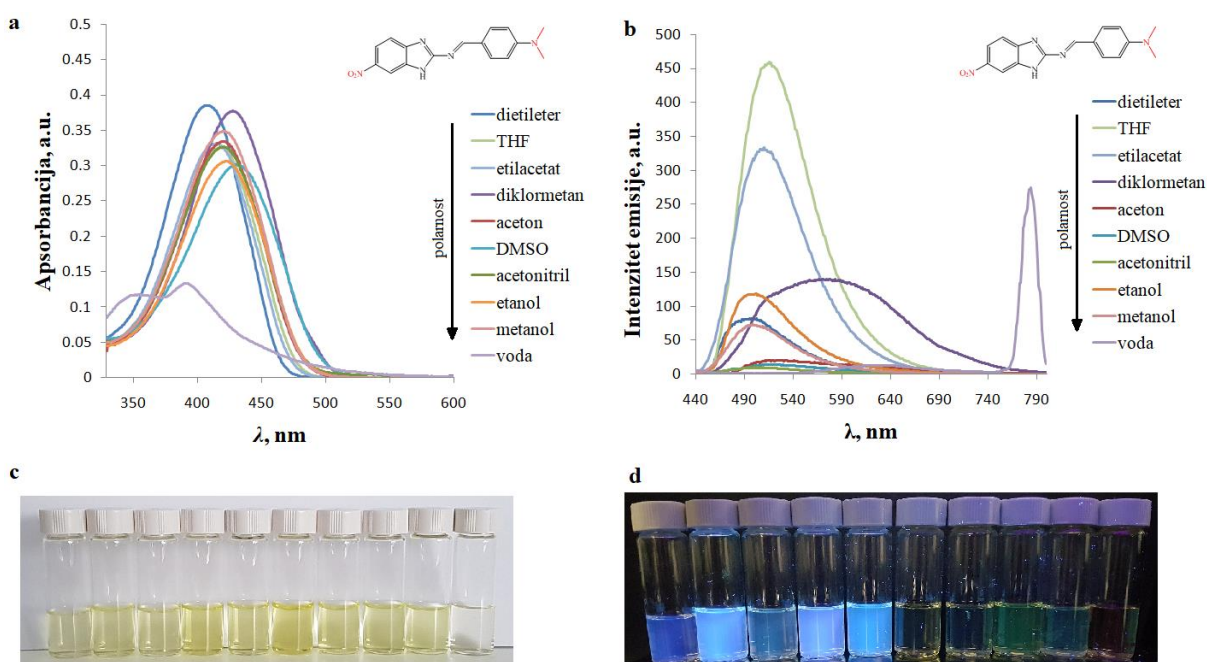 a
Apsorbancija, a.u.
0.5
0.45
0.4
0.35
0.3
0.25
0.2
0.15
0.1
0.05
0
350
400
450
500
550
600
λ, nm
O₂N
N
N
H
N
N
dietileter
THF
etilacetat
diklormetan
aceton
DMSO
acetonitril
etanol
metanol
voda
polarnost
b
Intenzitet emisije, a.u.
500
450
400
350
300
250
200
150
100
50
0
440
490
540
590
640
690
740
790
λ, nm
O₂N
N
N
H
N
N
dietileter
THF
etilacetat
diklormetan
aceton
DMSO
acetonitril
etanol
metanol
voda
polarnost
c
d